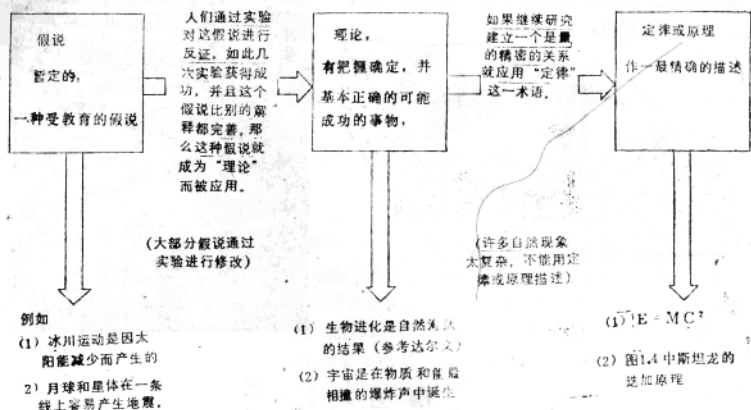 假说
暂定的，
一种受教育的假说
人们通过实验
对这假说进行
反证，如此几
次实验获得成
功，并且这个
假说比别的解
释都完善，那
么这种假说就
成为“理论”
而被应用。
理论，
有把握确定，并
基本正确的可能
成功的事物，
如果继续研究
建立一个是量
的精密的关系
就应用“定律”
这一术语。
定律或原理
作一最精确的描述
(大部分假说通过
实验进行修改)
(许多自然现象
太复杂，不能用定
律或原理描述)
例如
(1) 冰川运动是因太
阳能减少而产生的
2) 月球和星体在一条
线上容易产生地震，
(1) 生物进化是自然淘汰
的结果 (参考达尔文)
(2) 宇宙是在物质和能量
相撞的爆炸声中诞生
(1) E = MC²
(2) 图1.4中斯坦龙的
迭加原理